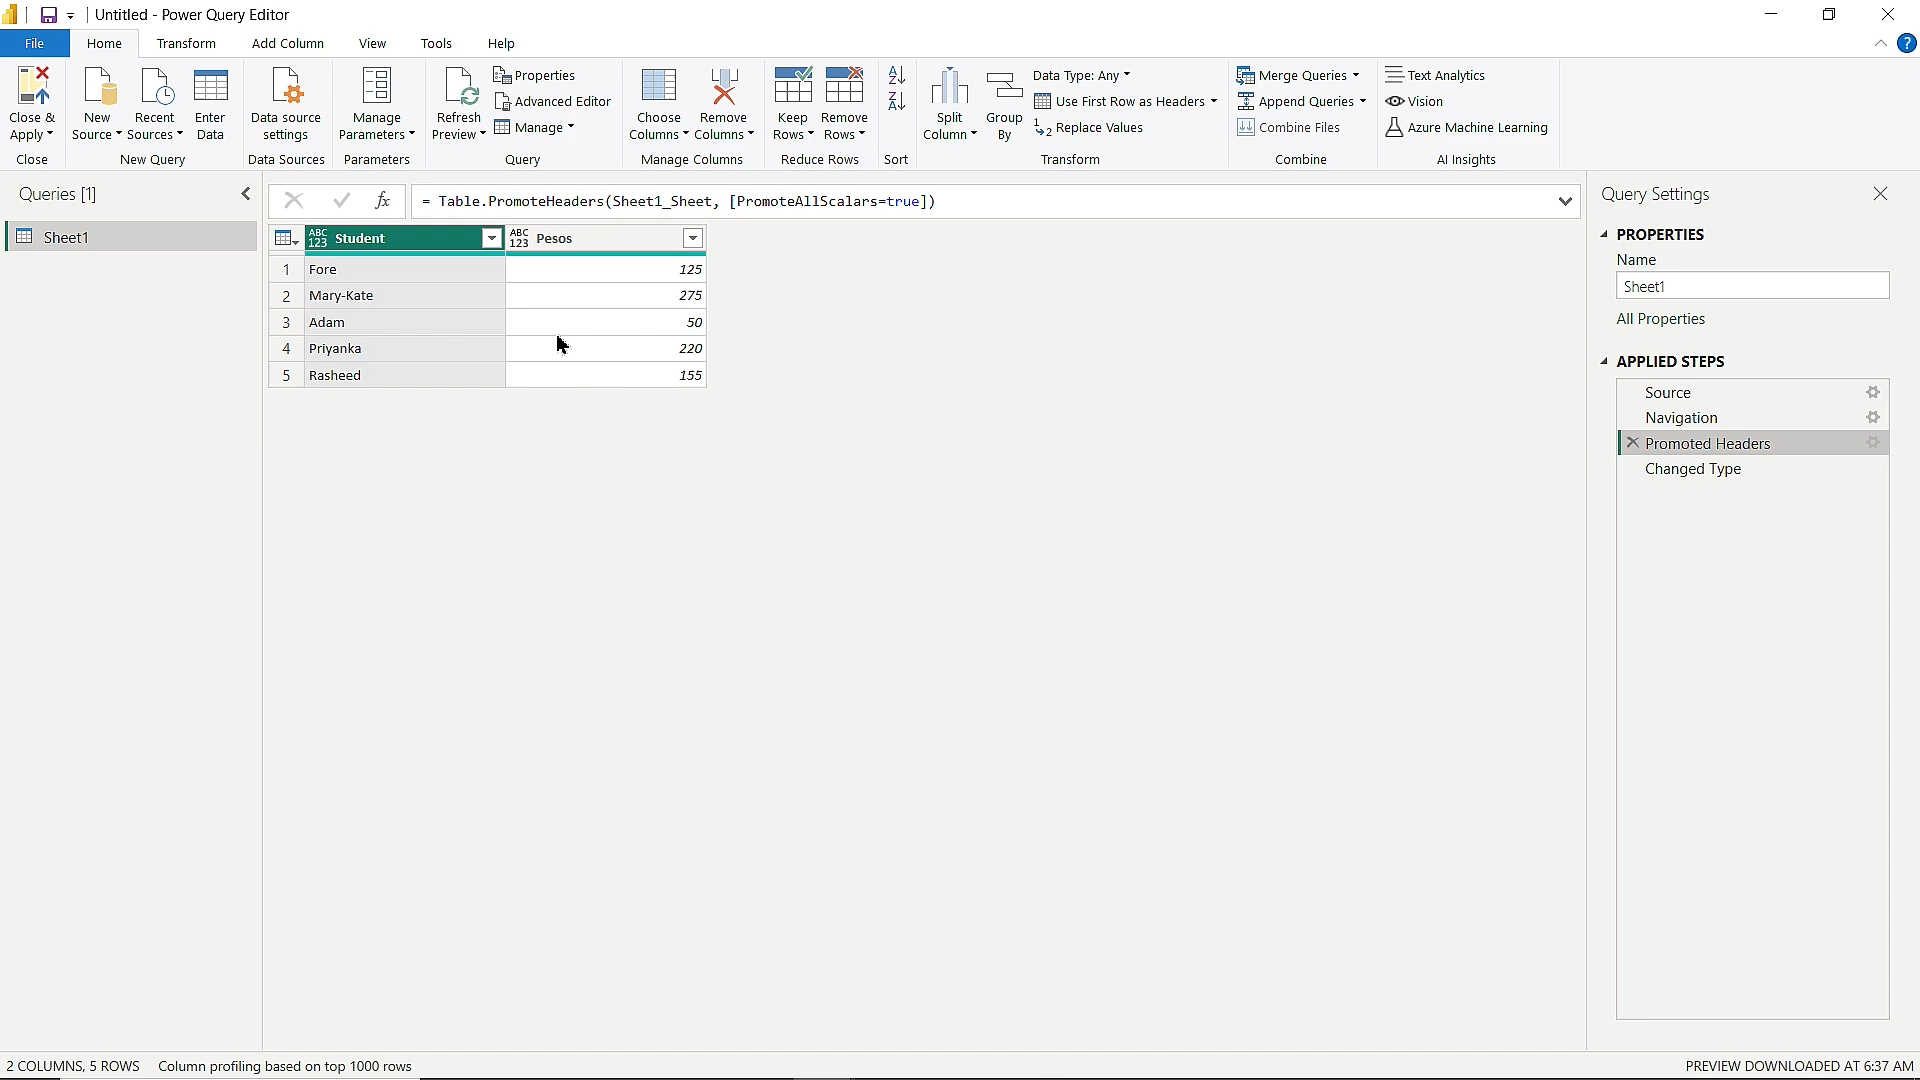 Untitled - Power Query Editor
File Home Transform Add Column View Tools Help
Close & Apply
Close
New Source
Recent Sources
Enter Data
New Query
Data source settings
Data Sources
Manage Parameters
Parameters
Refresh Preview
Properties
Advanced Editor
Manage
Query
Choose Columns
Remove Columns
Manage Columns
Keep Rows
Remove Rows
Reduce Rows
A Z
Z A
Sort
Split Column
Group By
Data Type: Any
Use First Row as Headers
1 2 Replace Values
Transform
Merge Queries
Append Queries
Combine Files
Combine
Text Analytics
Vision
Azure Machine Learning
AI Insights
?
Queries [1]
Sheet1
fx = Table.PromoteHeaders(Sheet1_Sheet, [PromoteAllScalars=true])
ABC 123 Student ABC 123 Pesos
1 Fore 125
2 Mary-Kate 275
3 Adam 50
4 Priyanka 220
5 Rasheed 155
Query Settings
PROPERTIES
Name
Sheet1
All Properties
APPLIED STEPS
Source
Navigation
Promoted Headers
Changed Type
2 COLUMNS, 5 ROWS Column profiling based on top 1000 rows
PREVIEW DOWNLOADED AT 6:37 AM